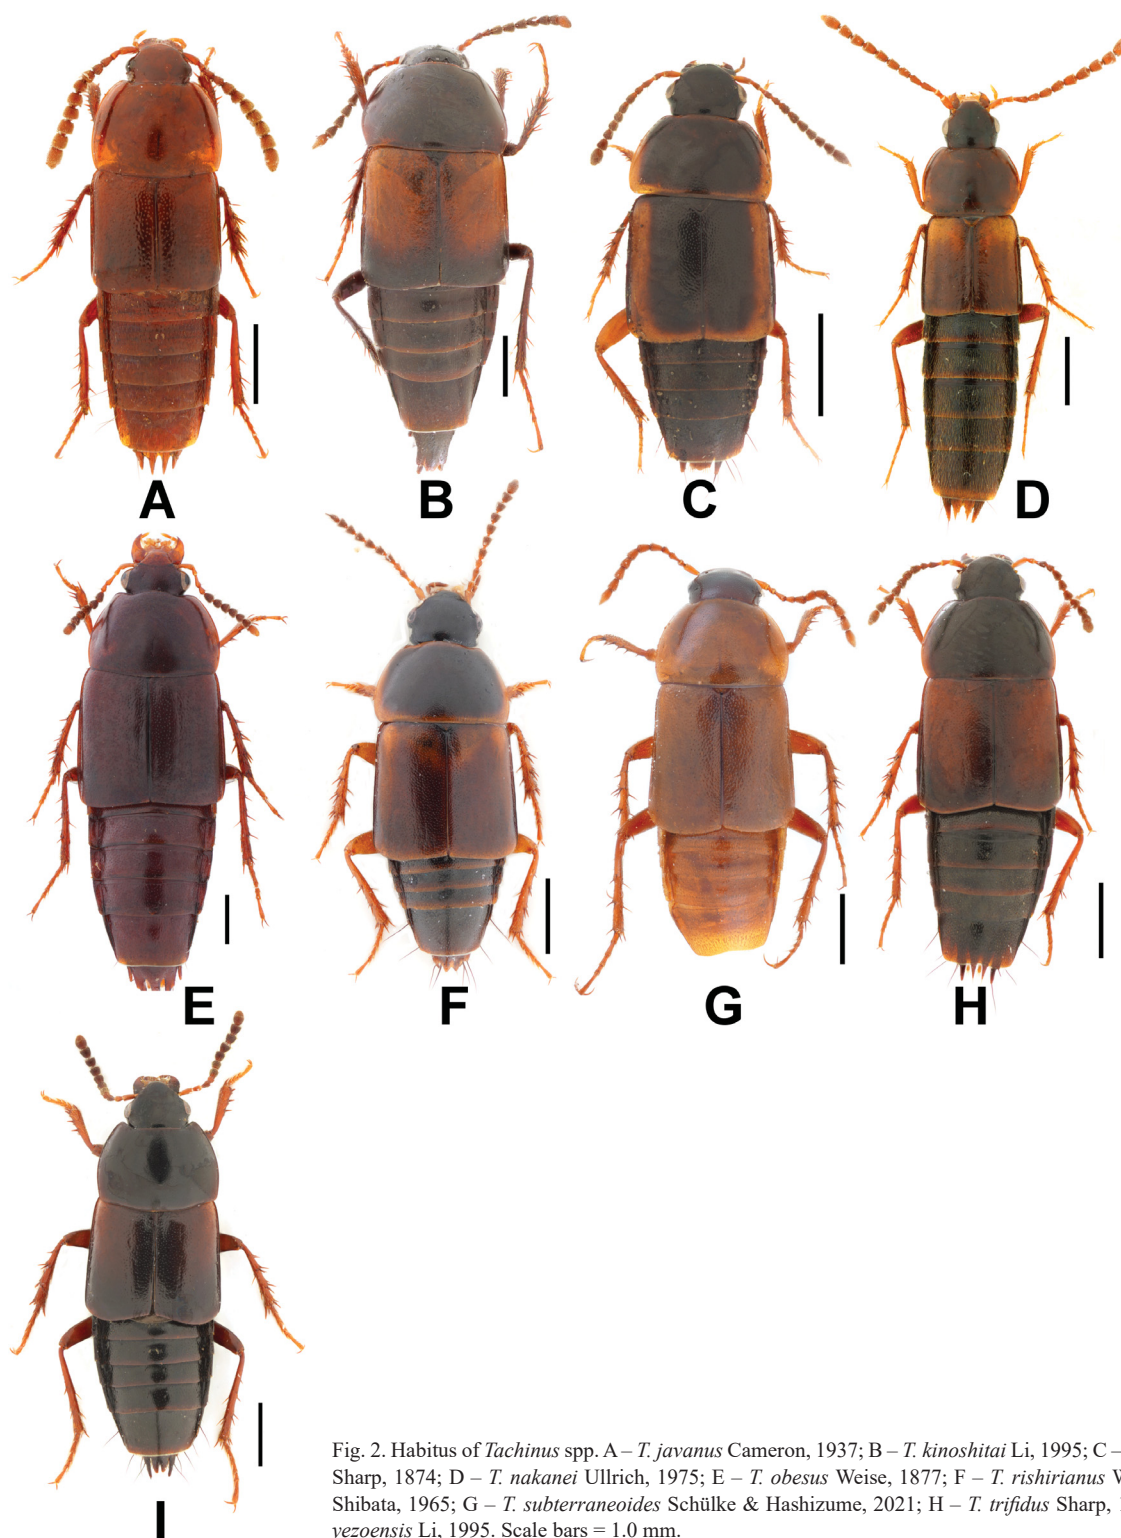 A
B
C
D
E
F
G
H
I
Fig. 2. Habitus of Tachinus spp. A – T. javanus Cameron, 1937; B – T. kinoshitai Li, 1995; C –
Sharp, 1874; D – T. nakanei Ullrich, 1975; E – T. obesus Weise, 1877; F – T. rishirianus
Shibata, 1965; G – T. subterraneoides Schülke & Hashizume, 2021; H – T. trifidus Sharp,
yezoensis Li, 1995. Scale bars = 1.0 mm.